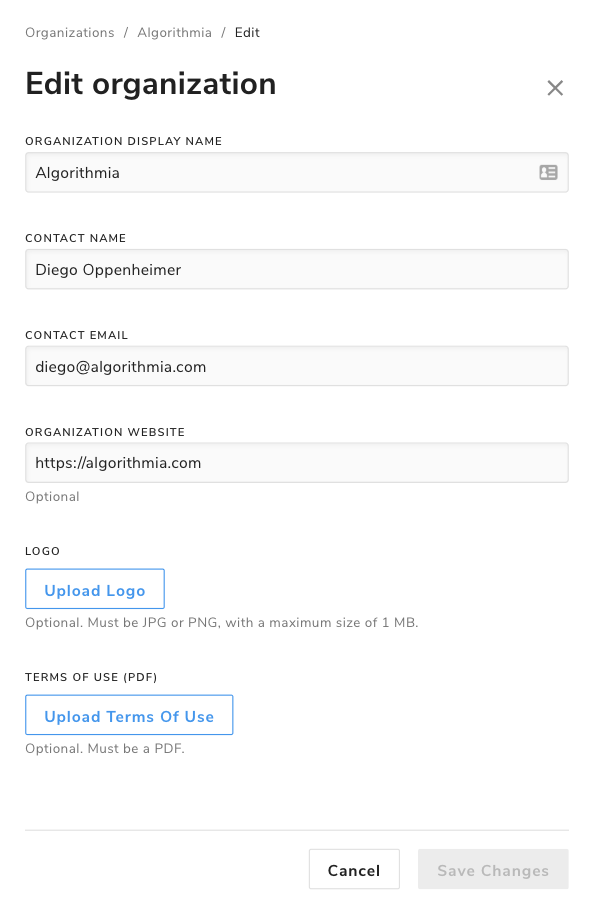 Organizations / Algorithmia / Edit
Edit organization
ORGANIZATION DISPLAY NAME
Algorithmia
CONTACT NAME
Diego Oppenheimer
CONTACT EMAIL
diego@algorithmia.com
ORGANIZATION WEBSITE
https://algorithmia.com
Optional
LOGO
Upload Logo
Optional. Must be JPG or PNG, with a maximum size of 1 MB.
TERMS OF USE (PDF)
Upload Terms Of Use
Optional. Must be a PDF.
Cancel Save Changes